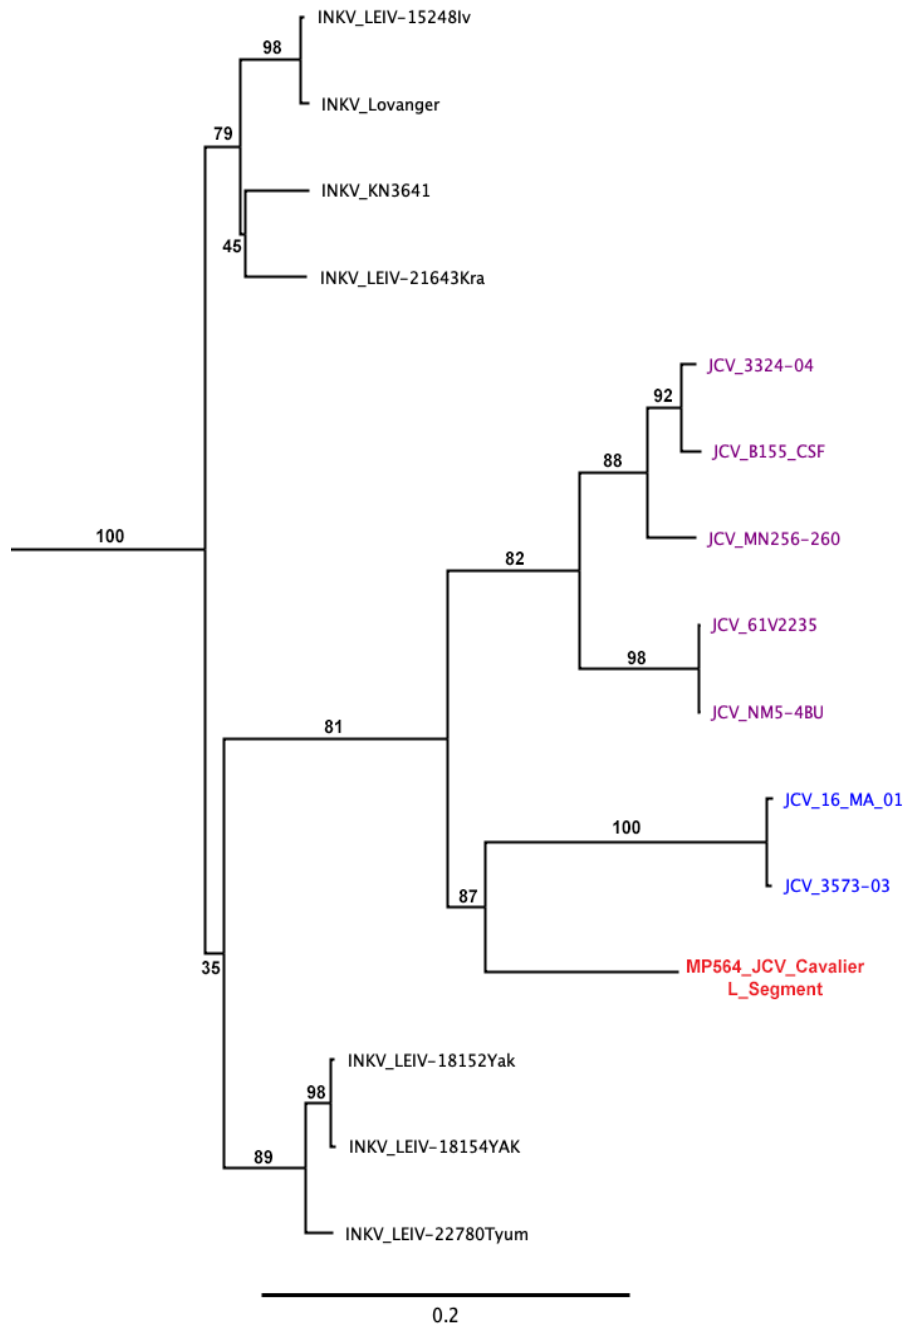 INKV_LEIV-15248Iv
98
INKV_Lovanger
79
INKV_KN3641
45
INKV_LEIV-21643Kra
JCV_3324-04
92
JCV_B155_CSF
88
JCV_MN256-260
100
82
JCV_61V2235
98
JCV_NM5-4BU
81
JCV_16_MA_01
100
JCV_3573-03
87
MP564_JCV_Cavalier
L_Segment
35
INKV_LEIV-18152Yak
98
INKV_LEIV-18154YAK
89
INKV_LEIV-22780Tyum
0.2